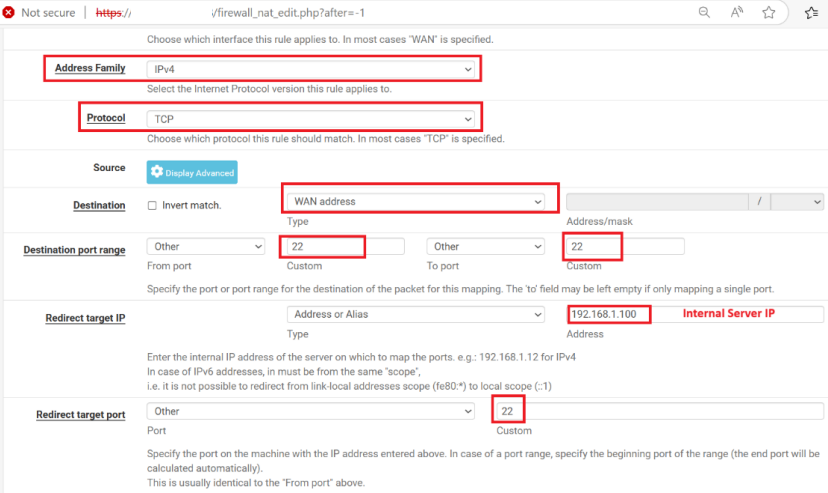 Not secure | https:// /firewall_nat_edit.php?after=-1
Choose which interface this rule applies to. In most cases "WAN" is specified.
Address Family IPv4
Select the Internet Protocol version this rule applies to.
Protocol TCP
Choose which protocol this rule should match. In most cases "TCP" is specified.
Source Display Advanced
Destination Invert match. WAN address /
Type Address/mask
Destination port range Other 22 Other 22
From port Custom To port Custom
Specify the port or port range for the destination of the packet for this mapping. The 'to' field may be left empty if only mapping a single port.
Redirect target IP Address or Alias 192.168.1.100 Internal Server IP
Type Address
Enter the internal IP address of the server on which to map the ports. e.g.: 192.168.1.12 for IPv4
In case of IPv6 addresses, in must be from the same "scope",
i.e. it is not possible to redirect from link-local addresses scope (fe80:*) to local scope (::1)
Redirect target port Other 22
Port Custom
Specify the port on the machine with the IP address entered above. In case of a port range, specify the beginning port of the range (the end port will be
calculated automatically).
This is usually identical to the "From port" above.